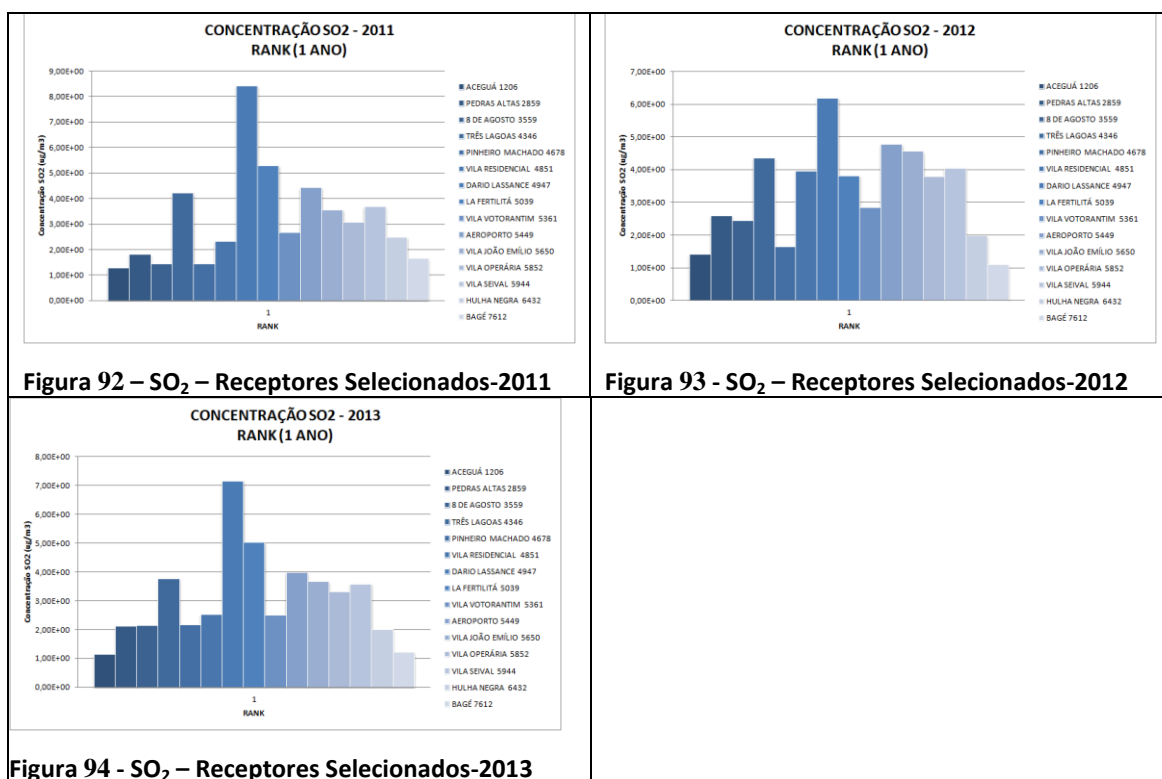 CONCENTRAÇÃO SO2 - 2011
RANK (1 ANO)
9,00E+00
8,00E+00
7,00E+00
6,00E+00
5,00E+00
4,00E+00
3,00E+00
2,00E+00
1,00E+00
0,00E+00
Concentração SO2 (ug/m3)
1
RANK
ACEGUÁ 1206
PEDRAS ALTAS 2859
8 DE AGOSTO 3559
TRÊS LAGOAS 4346
PINHEIRO MACHADO 4678
VILA RESIDENCIAL 4851
DARIO LASSANCE 4947
LA FERTILITÁ 5039
VILA VOTORANTIM 5361
AEROPORTO 5449
VILA JOÃO EMÍLIO 5650
VILA OPERÁRIA 5852
VILA SEIVAL 5944
HULHA NEGRA 6432
BAGÉ 7612
Figura 92 – SO₂ – Receptores Selecionados-2011
CONCENTRAÇÃO SO2 - 2012
RANK (1 ANO)
7,00E+00
6,00E+00
5,00E+00
4,00E+00
3,00E+00
2,00E+00
1,00E+00
0,00E+00
Concentração SO2 (ug/m3)
1
RANK
ACEGUÁ 1206
PEDRAS ALTAS 2859
8 DE AGOSTO 3559
TRÊS LAGOAS 4346
PINHEIRO MACHADO 4678
VILA RESIDENCIAL 4851
DARIO LASSANCE 4947
LA FERTILITÁ 5039
VILA VOTORANTIM 5361
AEROPORTO 5449
VILA JOÃO EMÍLIO 5650
VILA OPERÁRIA 5852
VILA SEIVAL 5944
HULHA NEGRA 6432
BAGÉ 7612
Figura 93 - SO₂ – Receptores Selecionados-2012
CONCENTRAÇÃO SO2 - 2013
RANK (1 ANO)
8,00E+00
7,00E+00
6,00E+00
5,00E+00
4,00E+00
3,00E+00
2,00E+00
1,00E+00
0,00E+00
Concentração SO2 (ug/m3)
1
RANK
ACEGUÁ 1206
PEDRAS ALTAS 2859
8 DE AGOSTO 3559
TRÊS LAGOAS 4346
PINHEIRO MACHADO 4678
VILA RESIDENCIAL 4851
DARIO LASSANCE 4947
LA FERTILITÁ 5039
VILA VOTORANTIM 5361
AEROPORTO 5449
VILA JOÃO EMÍLIO 5650
VILA OPERÁRIA 5852
VILA SEIVAL 5944
HULHA NEGRA 6432
BAGÉ 7612
Figura 94 - SO₂ – Receptores Selecionados-2013